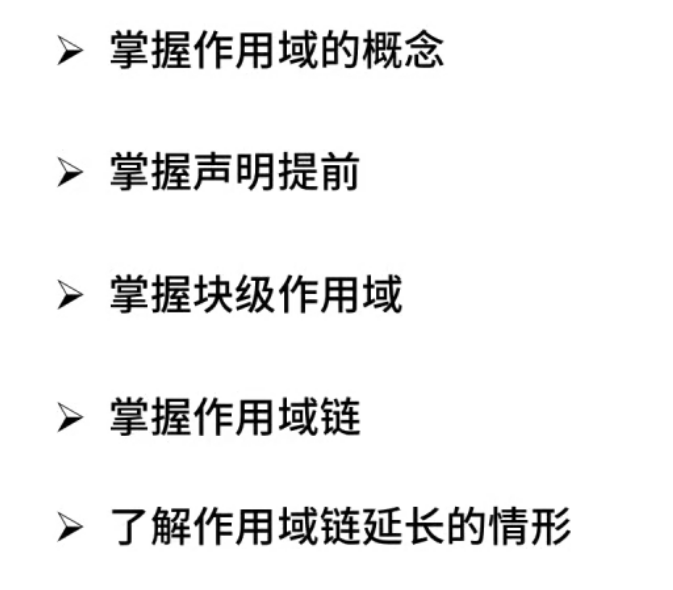 ➢ 掌握作用域的概念
➢ 掌握声明提前
➢ 掌握块级作用域
➢ 掌握作用域链
➢ 了解作用域链延长的情形